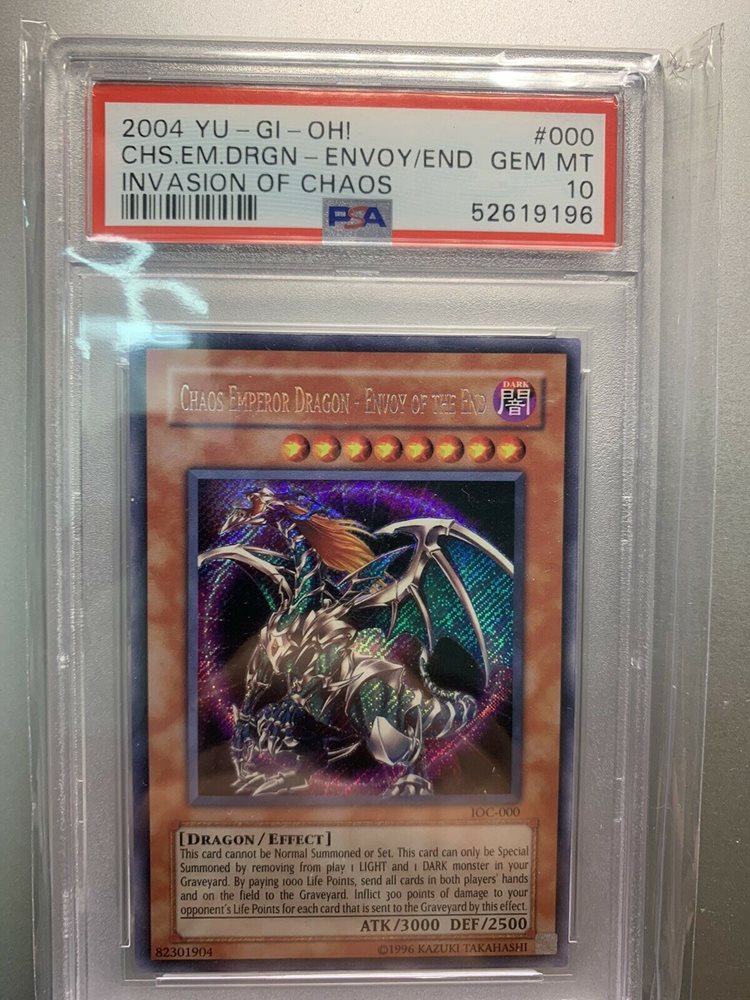 2004 YU-GI-OH! #000
CHS.EM.DRGN-ENVOY/END GEM MT
INVASION OF CHAOS 10
PSA 52619196
CHAOS EMPEROR DRAGON - ENVOY OF THE END
DARK
闇
IOC-000
[DRAGON/EFFECT]
This card cannot be Normal Summoned or Set. This card can only be Special
Summoned by removing from play 1 LIGHT and 1 DARK monster in your
Graveyard. By paying 1000 Life Points, send all cards in both players' hands
and on the field to the Graveyard. Inflict 300 points of damage to your
opponent's Life Points for each card that is sent to the Graveyard by this effect.
ATK/3000 DEF/2500
82301904 ©1996 KAZUKI TAKAHASHI